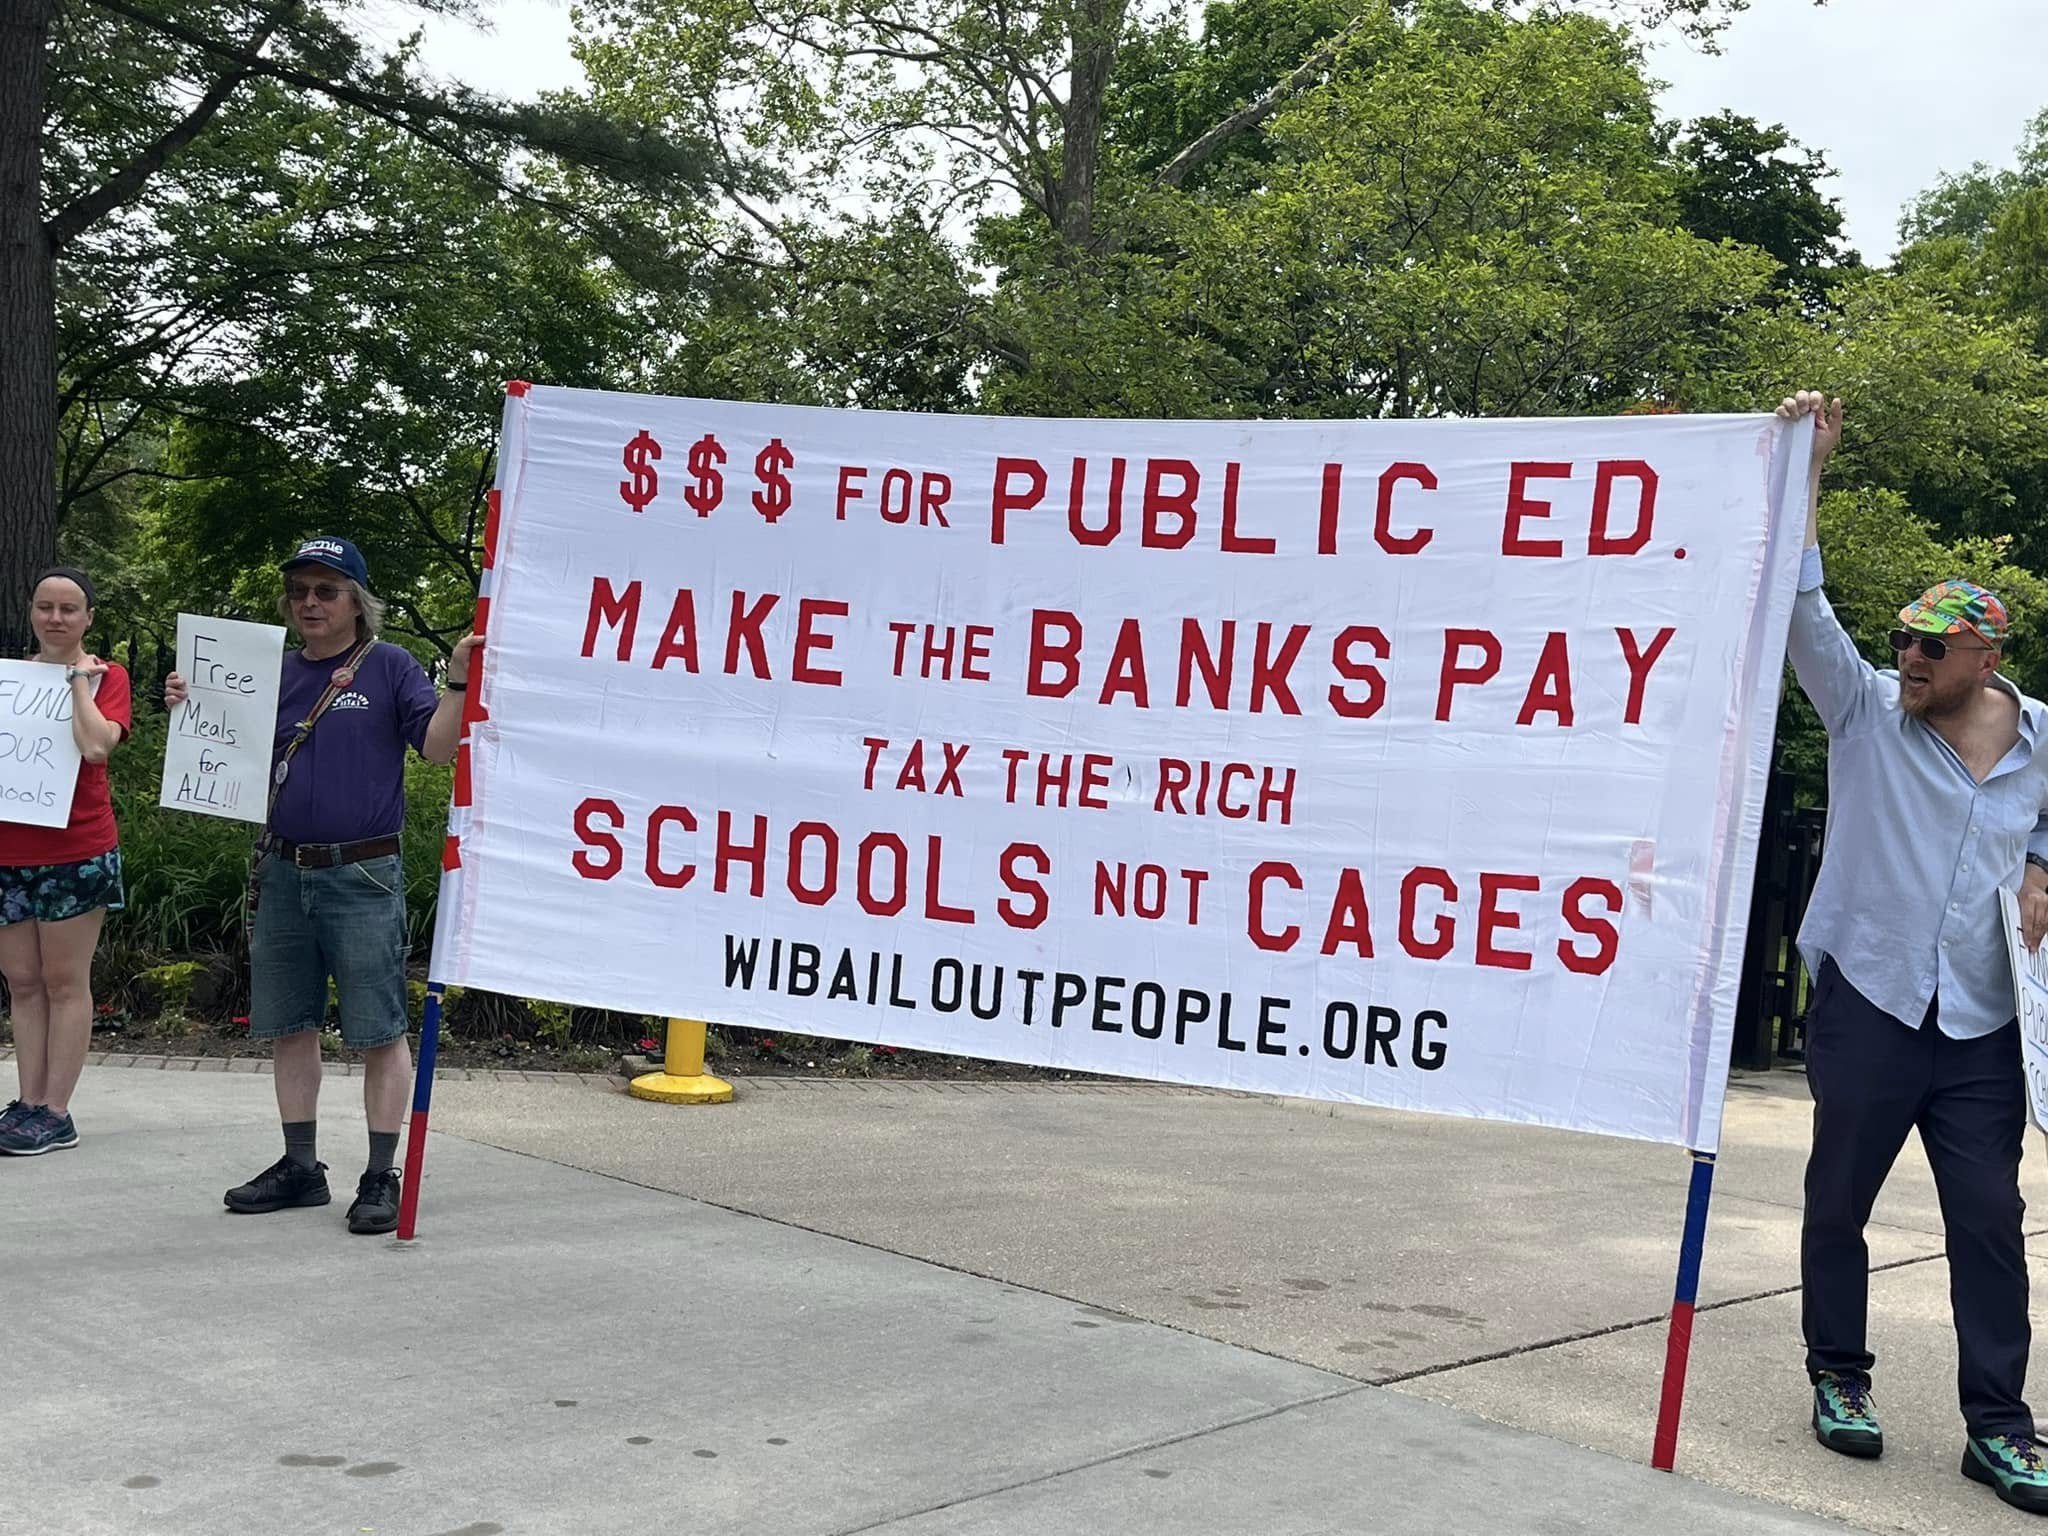 $$$ FOR PUBLIC ED.
MAKE THE BANKS PAY
TAX THE RICH
SCHOOLS NOT CAGES
WIBAILOUTPEOPLE.ORG
FUND
OUR
Free
Meals
for
ALL!!!